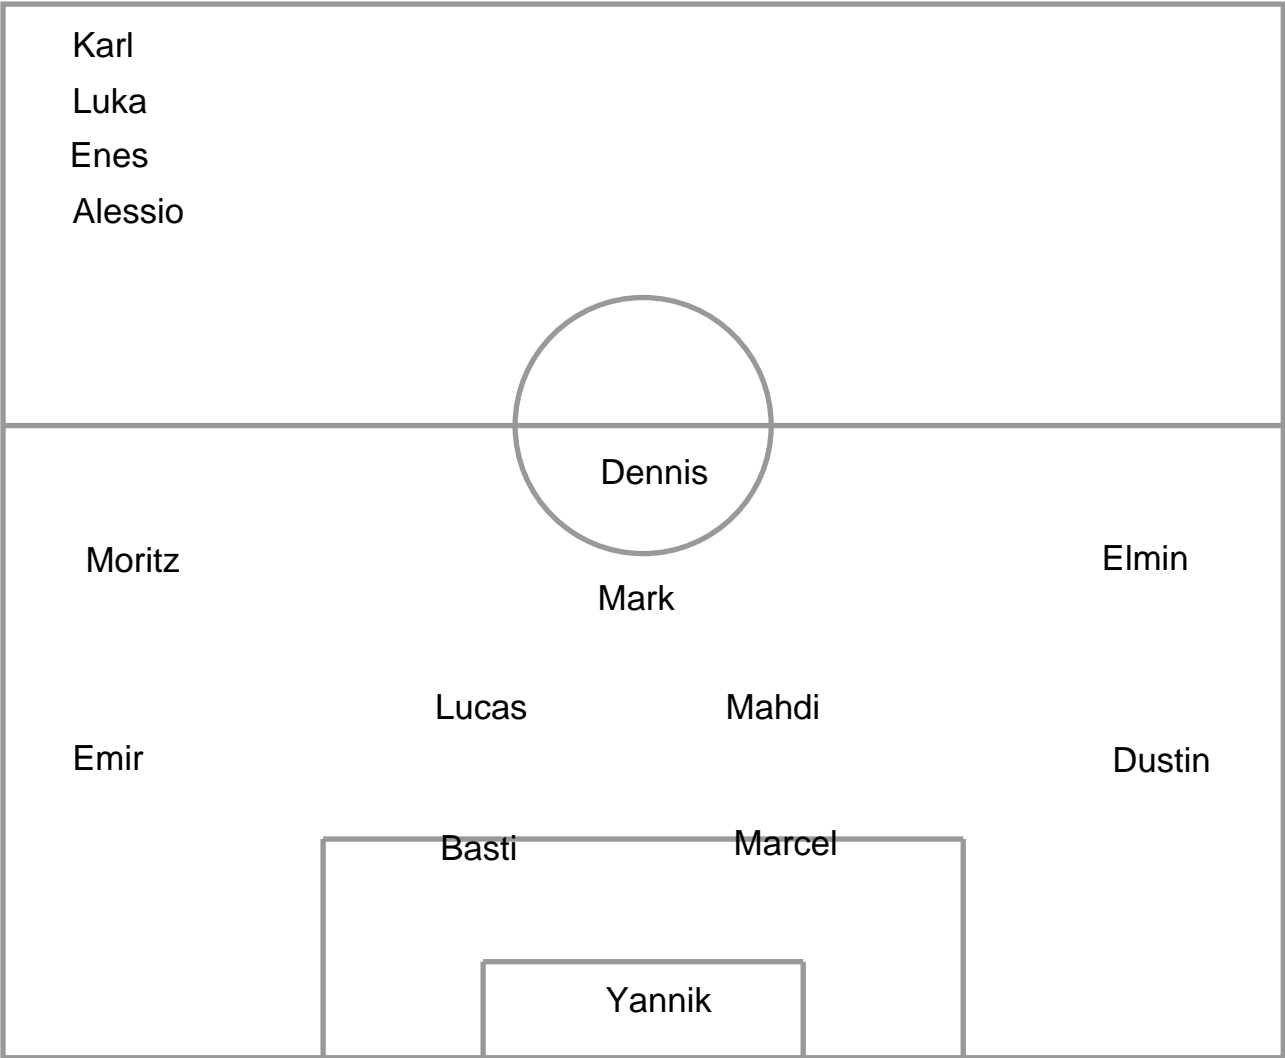 Karl
Luka
Enes
Alessio
Dennis
Moritz
Elmin
Mark
Lucas
Mahdi
Emir
Dustin
Basti
Marcel
Yannik